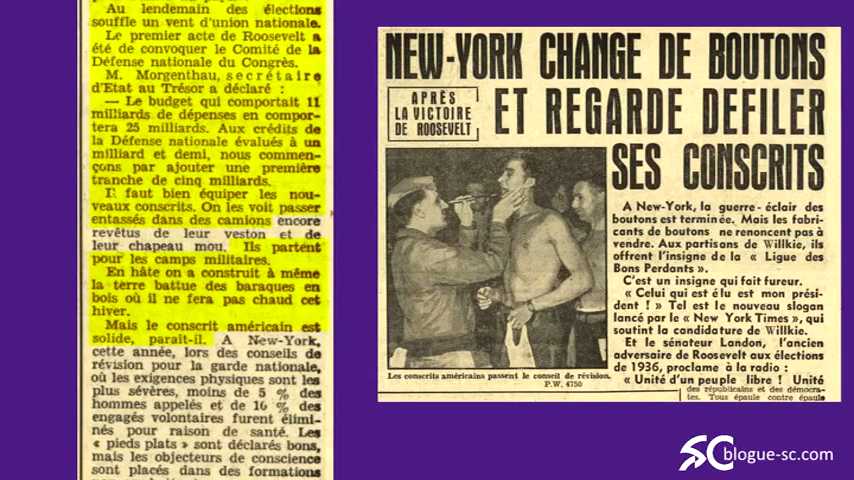 Au lendemain des élections
souffle un vent d'union nationale.
Le premier acte de Roosevelt a
été de convoquer le Comité de la
Défense nationale du Congrès.
M. Morgenthau, secrétaire
d'Etat au Trésor a déclaré :
— Le budget qui comportait 11
milliards de dépenses en compor-
tera 25 milliards. Aux crédits de
la Défense nationale évalués à un
milliard et demi, nous commen-
çons par ajouter une première
tranche de cinq milliards.
Il faut bien équiper les nou-
veaux conscrits. On les voit passer
entassés dans des camions encore
revêtus de leur veston et de
leur chapeau mou. Ils partent
pour les camps militaires.
En hâte on a construit à même
la terre battue des baraques en
bois où il ne fera pas chaud cet
hiver.
Mais le conscrit américain est
solide, paraît-il. A New-York,
cette année, lors des conseils de
révision pour la garde nationale,
où les exigences physiques sont les
plus sévères, moins de 5 % des
hommes appelés et de 16 % des
engagés volontaires furent élimi-
nés pour raison de santé. Les
« pieds plats » sont déclarés bons,
mais les objecteurs de conscience
sont placés dans des formations
NEW-YORK CHANGE DE BOUTONS
APRÈS
LA VICTOIRE
DE ROOSEVELT
ET REGARDE DEFILER
SES CONSCRITS
A New-York, la guerre-éclair des
boutons est terminée. Mais les fabri-
cants de boutons ne renoncent pas à
vendre. Aux partisans de Willkie, ils
offrent l'insigne de la « Ligue des
Bons Perdants ».
C'est un insigne qui fait fureur.
« Celui qui est élu est mon prési-
dent ! » Tel est le nouveau slogan
lancé par le « New York Times », qui
soutint la candidature de Willkie.
Et le sénateur Landon, l'ancien
adversaire de Roosevelt aux élections
de 1936, proclame à la radio :
« Unité d'un peuple libre ! Unité
des républicains et des démocra-
tes. Tous épaule contre épaule
Les conscrits américains passent le conseil de révision.
P.W. 4750
SC blogue-sc.com